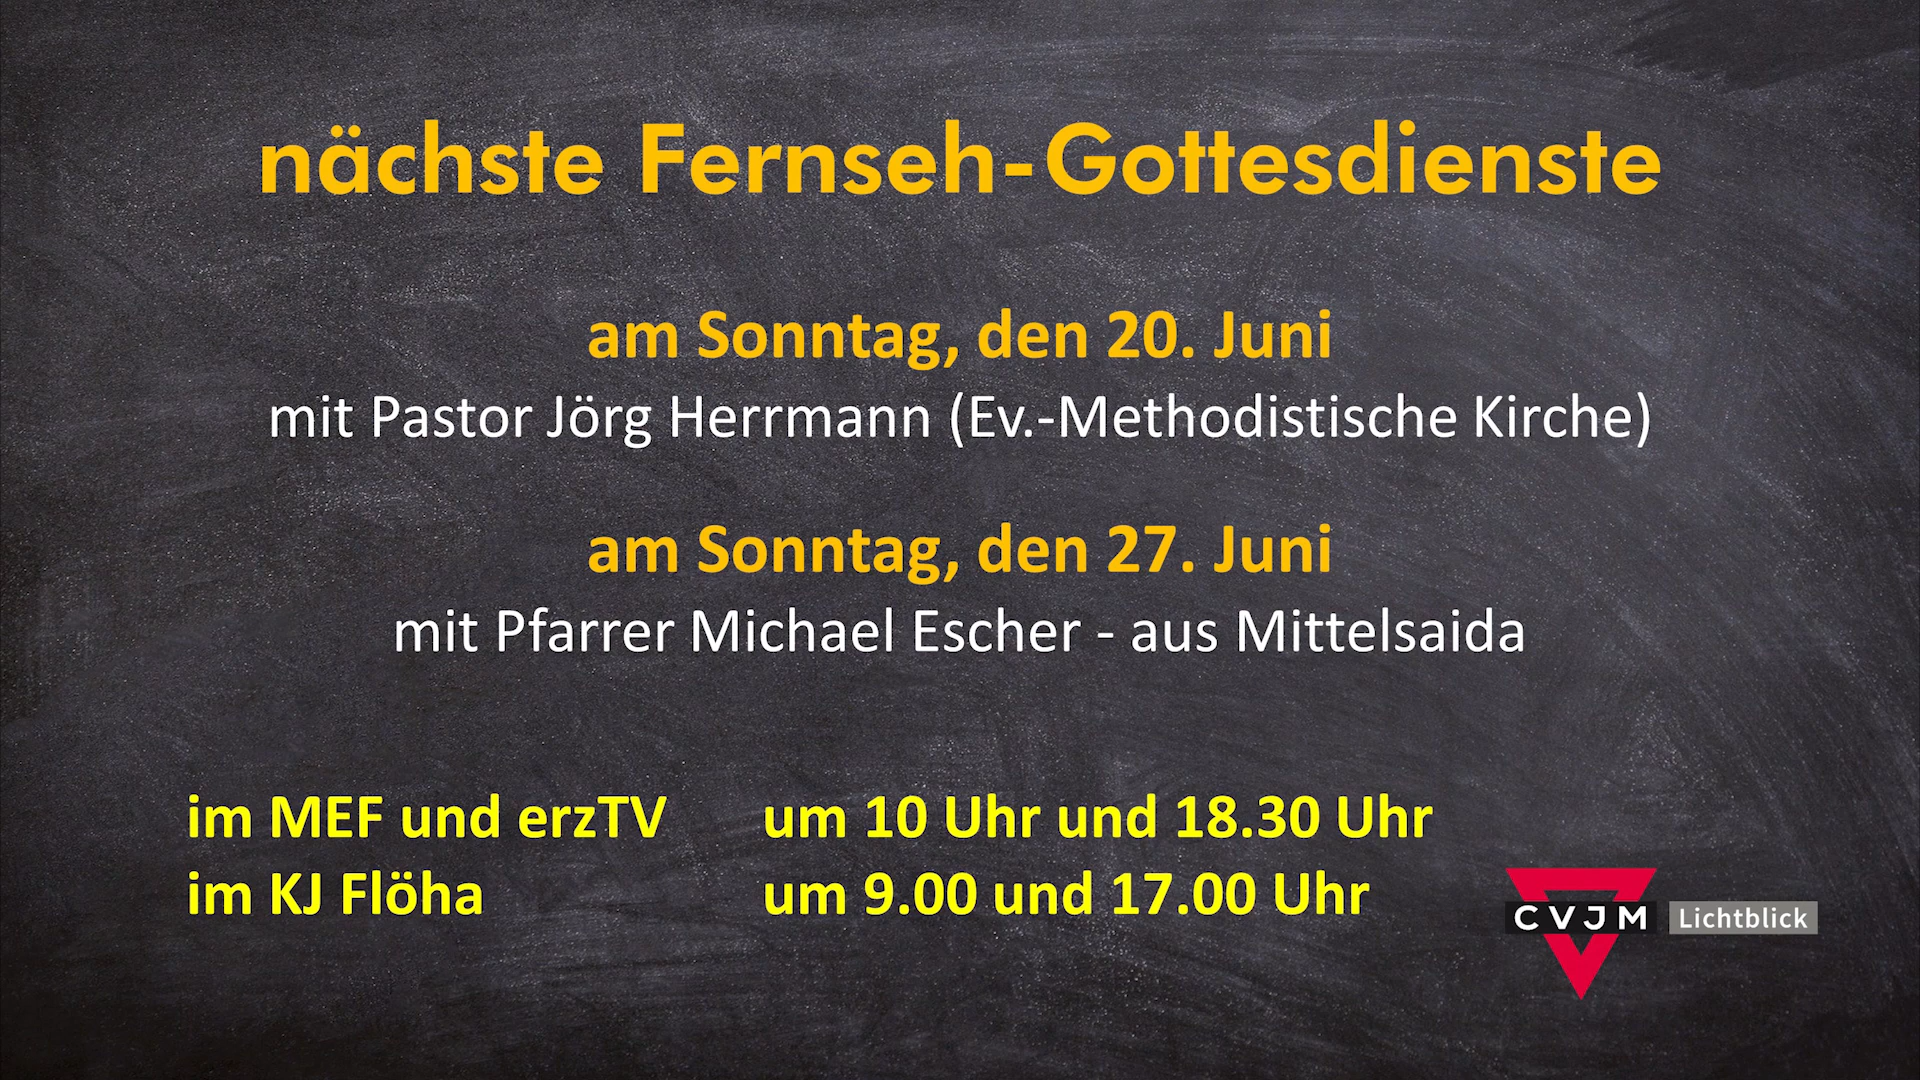 nächste Fernseh-Gottesdienste
am Sonntag, den 20. Juni
mit Pastor Jörg Herrmann (Ev.-Methodistische Kirche)
am Sonntag, den 27. Juni
mit Pfarrer Michael Escher - aus Mittelsaida
im MEF und erzTV um 10 Uhr und 18.30 Uhr
im KJ Flöha um 9.00 und 17.00 Uhr
CVJM Lichtblick